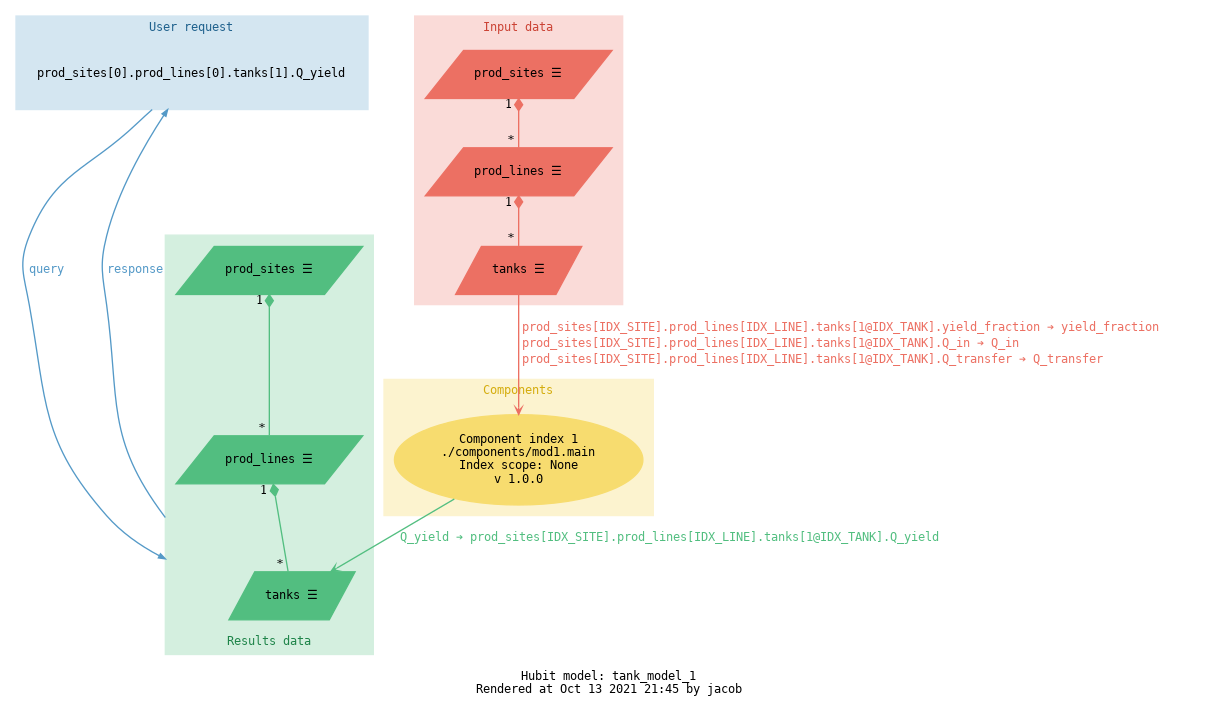 User request
prod_sites[0].prod_lines[0].tanks[1].Q_yield
Input data
prod_sites ☰
1
*
prod_lines ☰
1
*
tanks ☰
query
response
prod_sites ☰
1
*
prod_lines ☰
1
*
tanks ☰
Results data
prod_sites[IDX_SITE].prod_lines[IDX_LINE].tanks[1@IDX_TANK].yield_fraction ➔ yield_fraction
prod_sites[IDX_SITE].prod_lines[IDX_LINE].tanks[1@IDX_TANK].Q_in ➔ Q_in
prod_sites[IDX_SITE].prod_lines[IDX_LINE].tanks[1@IDX_TANK].Q_transfer ➔ Q_transfer
Components
Component index 1
./components/mod1.main
Index scope: None
v 1.0.0
Q_yield ➔ prod_sites[IDX_SITE].prod_lines[IDX_LINE].tanks[1@IDX_TANK].Q_yield
Hubit model: tank_model_1
Rendered at Oct 13 2021 21:45 by jacob